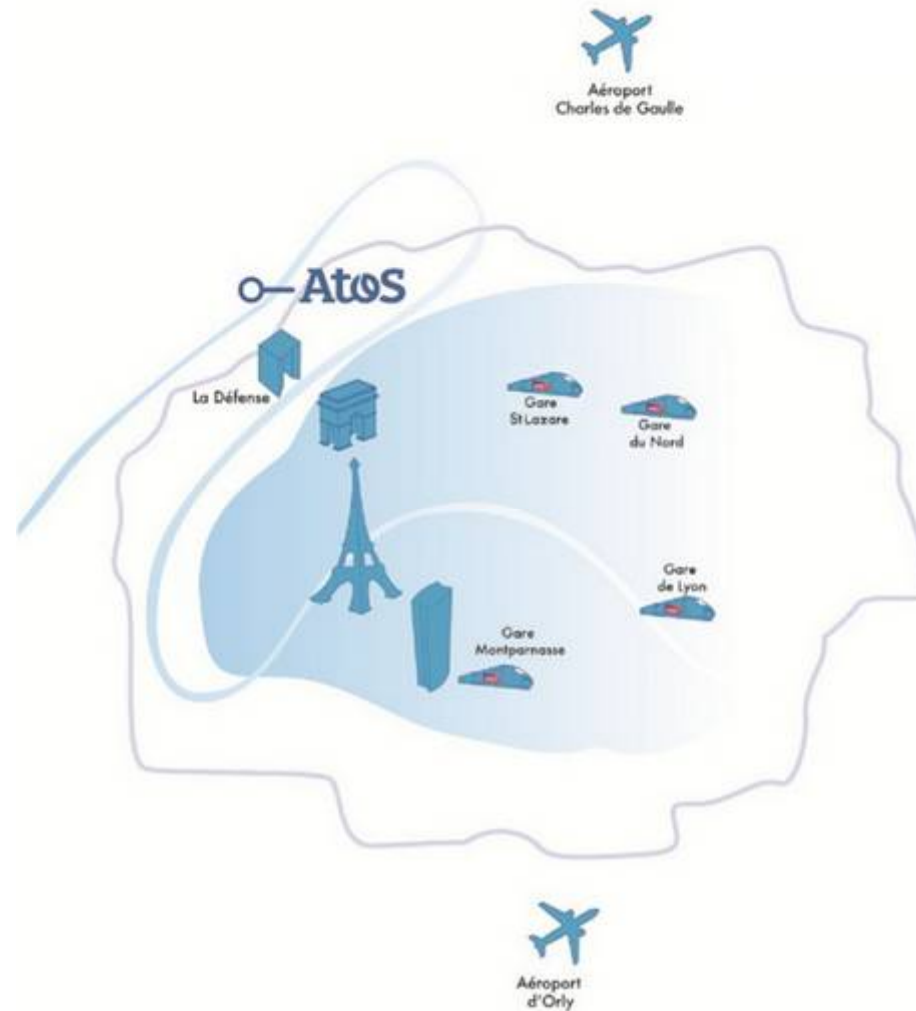 Aéroport
Charles de Gaulle
Atos
La Défense
Gare
St Lazare
Gare
du Nord
Gare
de Lyon
Gare
Montparnasse
Aéroport
d'Orly